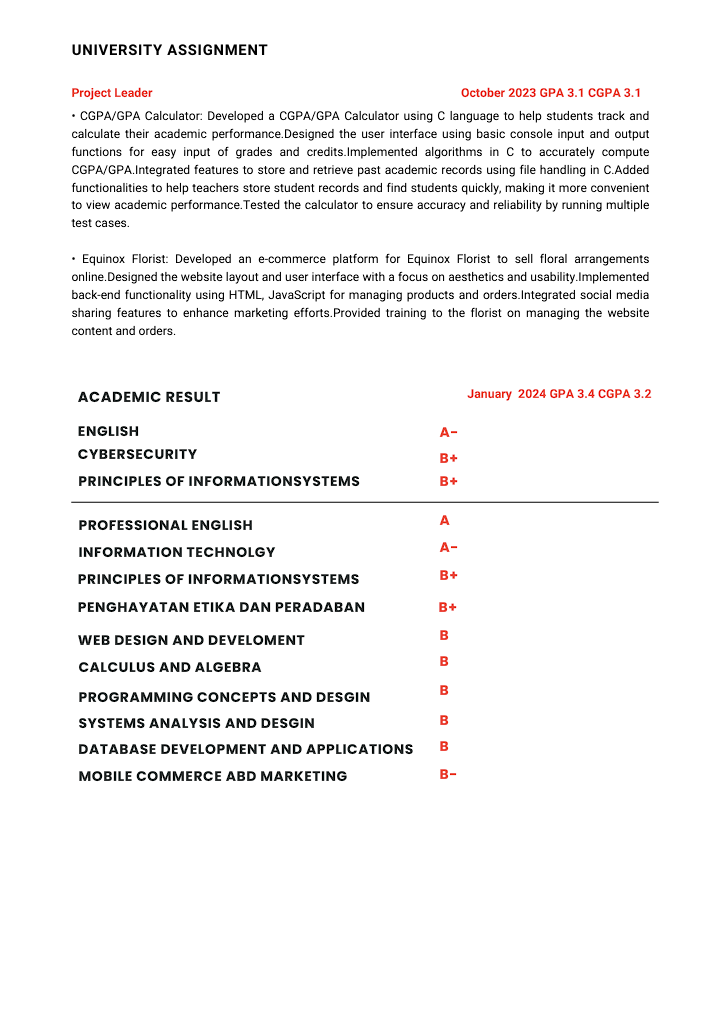 UNIVERSITY ASSIGNMENT
Project Leader October 2023 GPA 3.1 CGPA 3.1
• CGPA/GPA Calculator: Developed a CGPA/GPA Calculator using C language to help students track and
calculate their academic performance.Designed the user interface using basic console input and output
functions for easy input of grades and credits.Implemented algorithms in C to accurately compute
CGPA/GPA.Integrated features to store and retrieve past academic records using file handling in C.Added
functionalities to help teachers store student records and find students quickly, making it more convenient
to view academic performance.Tested the calculator to ensure accuracy and reliability by running multiple
test cases.
• Equinox Florist: Developed an e-commerce platform for Equinox Florist to sell floral arrangements
online.Designed the website layout and user interface with a focus on aesthetics and usability.Implemented
back-end functionality using HTML, JavaScript for managing products and orders.Integrated social media
sharing features to enhance marketing efforts.Provided training to the florist on managing the website
content and orders.
ACADEMIC RESULT January 2024 GPA 3.4 CGPA 3.2
ENGLISH A-
CYBERSECURITY B+
PRINCIPLES OF INFORMATIONSYSTEMS B+
PROFESSIONAL ENGLISH A
INFORMATION TECHNOLGY A-
PRINCIPLES OF INFORMATIONSYSTEMS B+
PENGHAYATAN ETIKA DAN PERADABAN B+
WEB DESIGN AND DEVELOMENT B
CALCULUS AND ALGEBRA B
PROGRAMMING CONCEPTS AND DESGIN B
SYSTEMS ANALYSIS AND DESGIN B
DATABASE DEVELOPMENT AND APPLICATIONS B
MOBILE COMMERCE ABD MARKETING B-